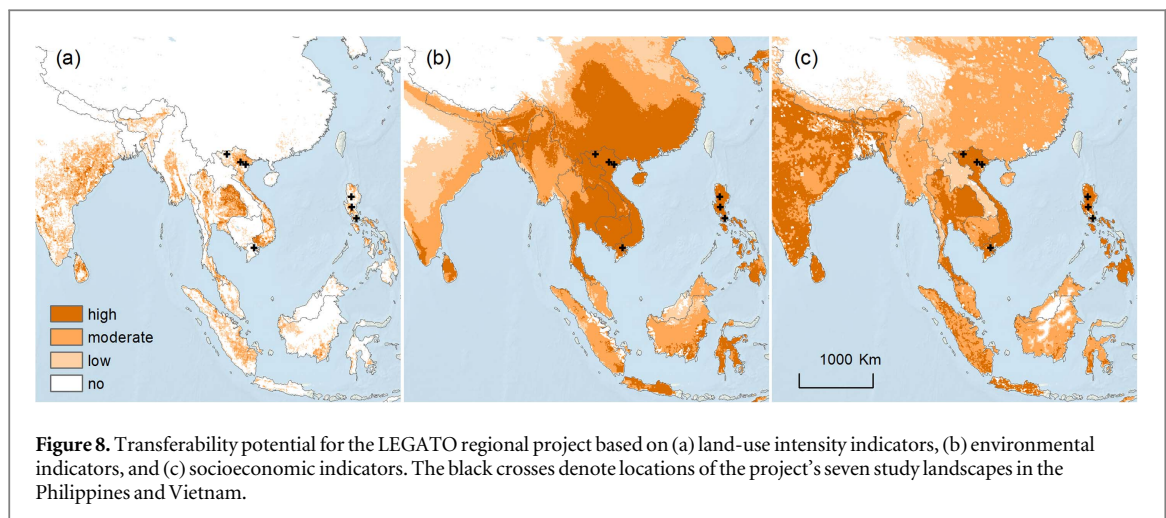 (a)
(b)
(c)
high
moderate
low
no
1000 Km
Figure 8. Transferability potential for the LEGATO regional project based on (a) land-use intensity indicators, (b) environmental
indicators, and (c) socioeconomic indicators. The black crosses denote locations of the project's seven study landscapes in the
Philippines and Vietnam.